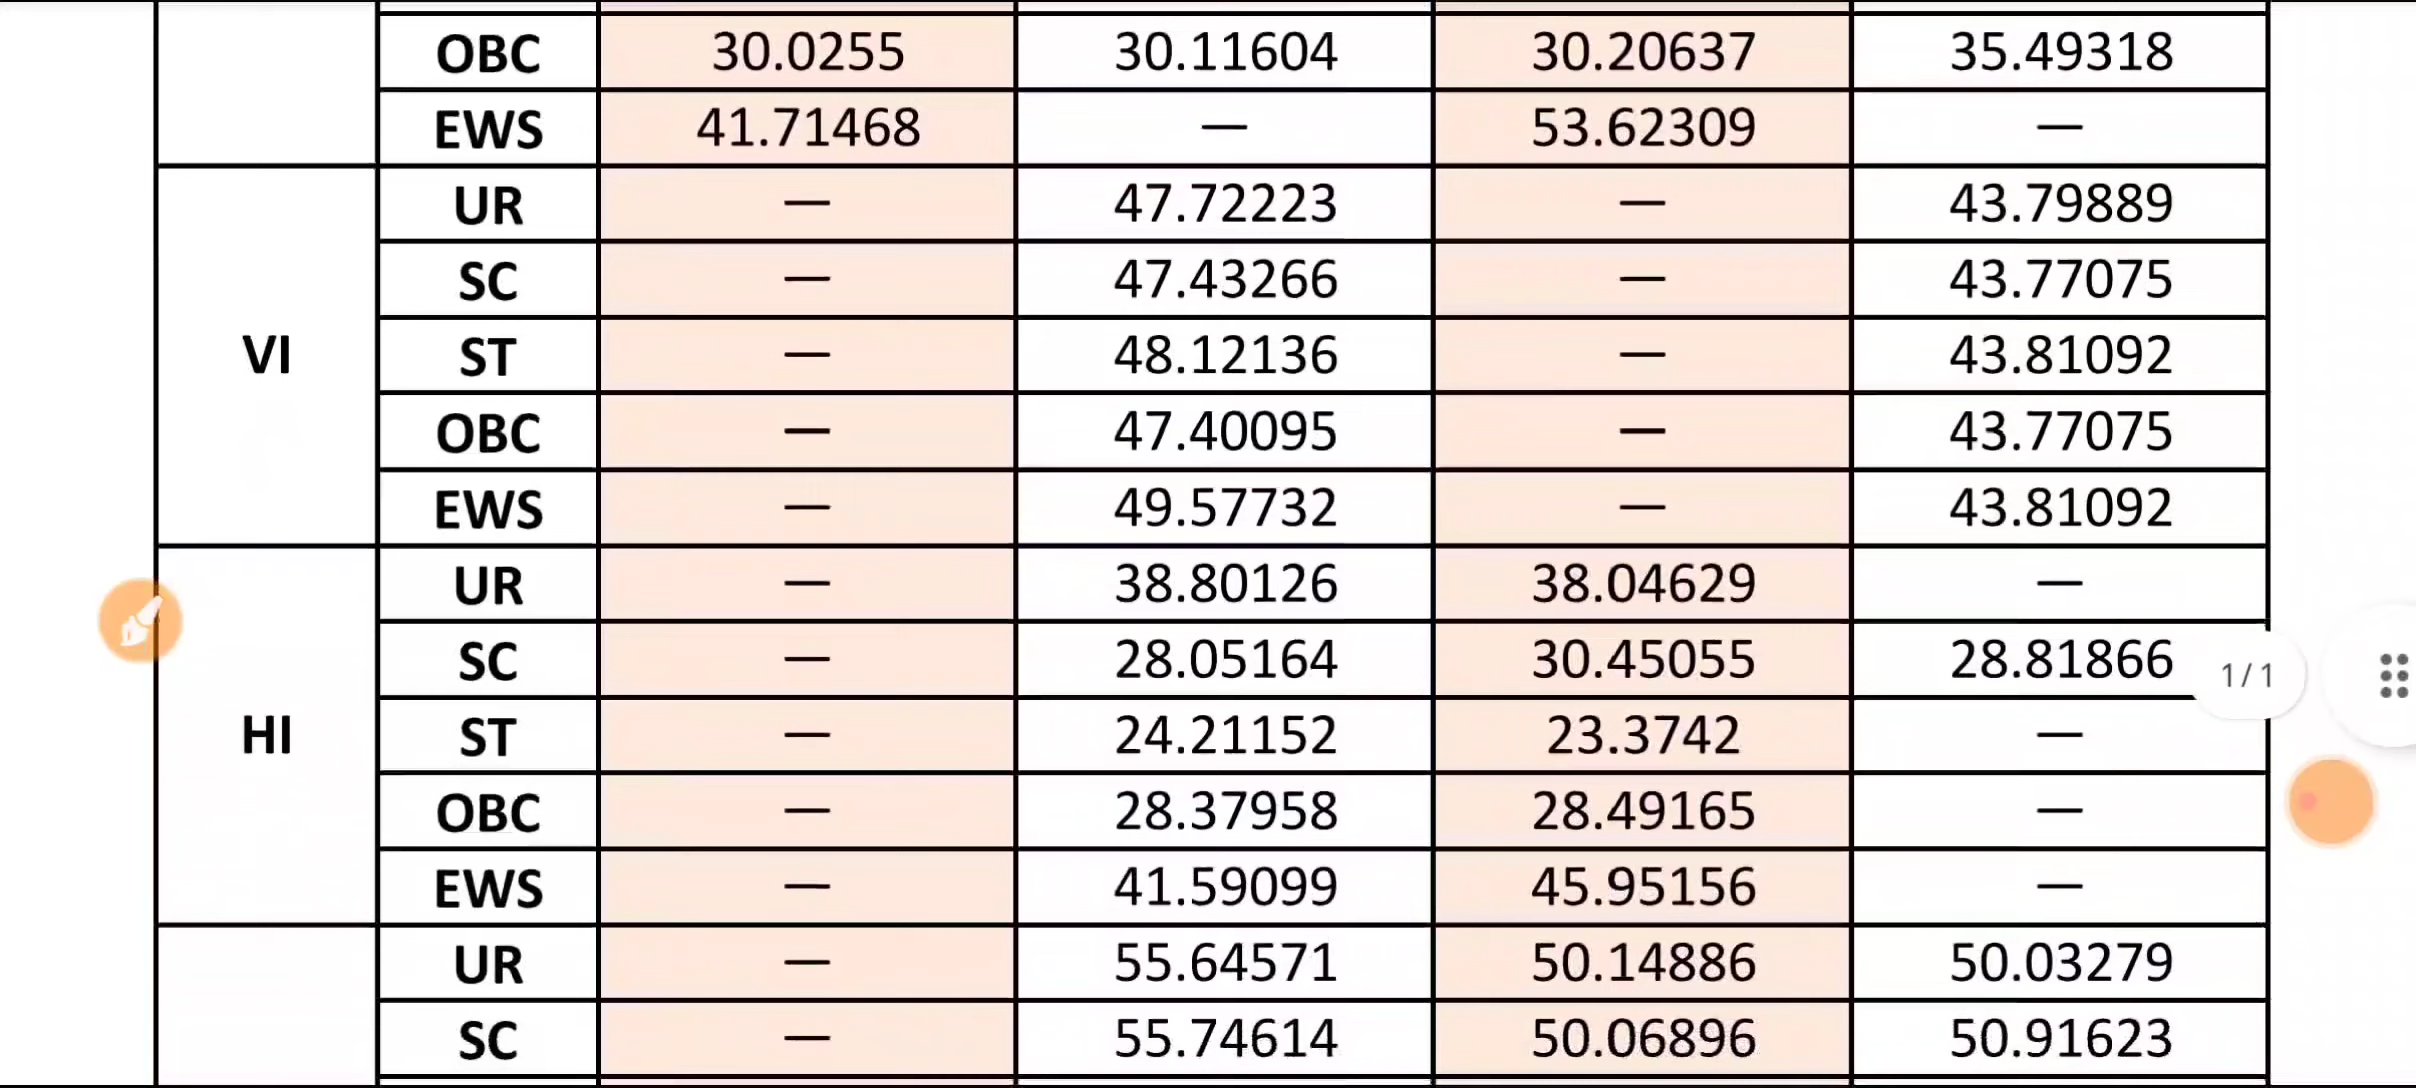 OBC 30.0255 30.11604 30.20637 35.49318
EWS 41.71468 — 53.62309 —
UR — 47.72223 — 43.79889
SC — 47.43266 — 43.77075
VI ST — 48.12136 — 43.81092
OBC — 47.40095 — 43.77075
EWS — 49.57732 — 43.81092
UR — 38.80126 38.04629 —
SC — 28.05164 30.45055 28.81866 1/1
HI ST — 24.21152 23.3742 —
OBC — 28.37958 28.49165 —
EWS — 41.59099 45.95156 —
UR — 55.64571 50.14886 50.03279
SC — 55.74614 50.06896 50.91623